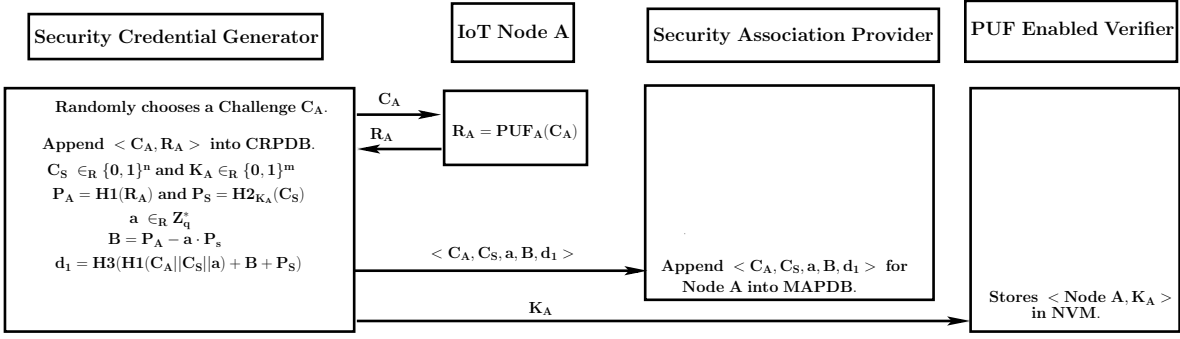 Security Credential Generator
IoT Node A
Security Association Provider
PUF Enabled Verifier
Randomly chooses a Challenge C_A.
C_A
R_A = PUF_A(C_A)
R_A
Append < C_A, R_A > into CRPDB.
C_S ∈_R {0, 1}^n and K_A ∈_R {0, 1}^m
P_A = H1(R_A) and P_S = H2_{K_A}(C_S)
a ∈_R Z_q^*
B = P_A − a · P_s
d_1 = H3(H1(C_A||C_S||a) + B + P_S)
< C_A, C_S, a, B, d_1 >
Append < C_A, C_S, a, B, d_1 > for
Node A into MAPDB.
K_A
Stores < Node A, K_A >
in NVM.